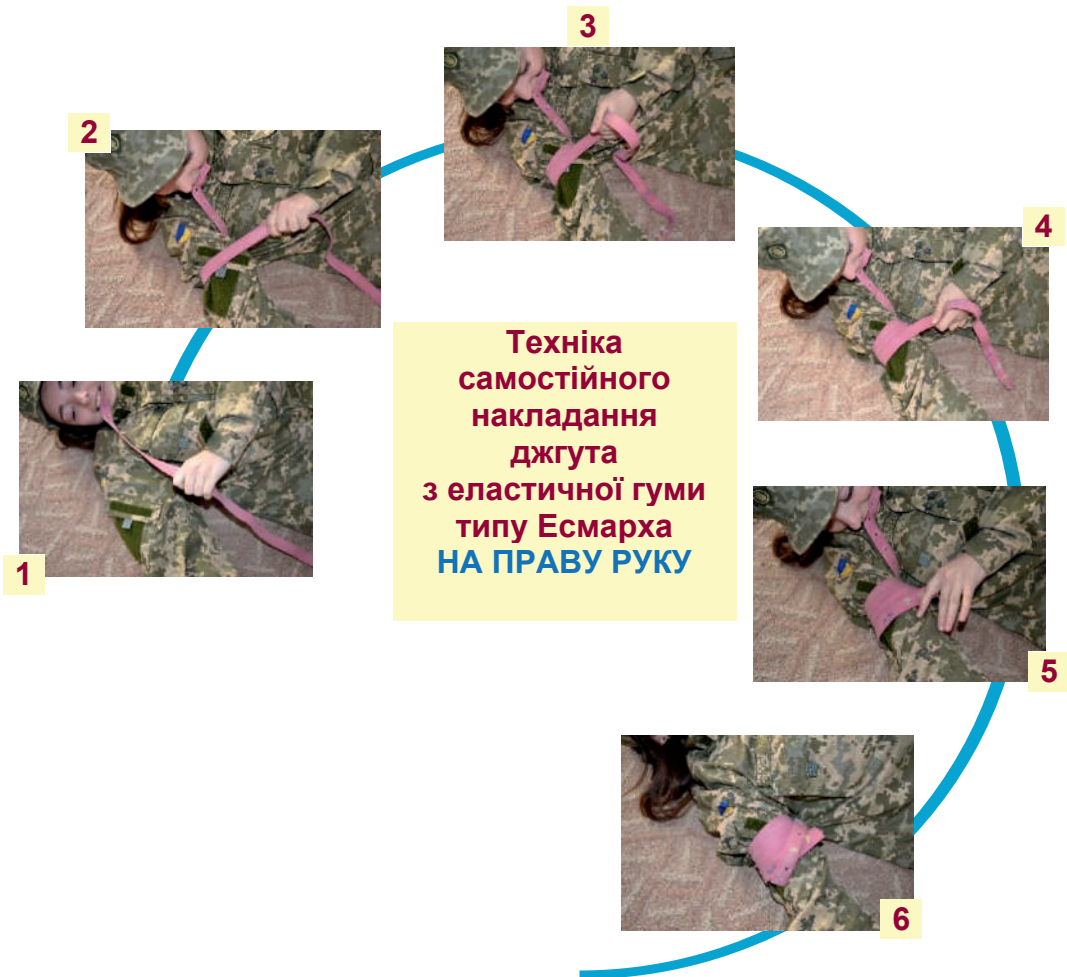 3
2
4
Техніка
самостійного
накладання
джгута
з еластичної гуми
типу Есмарха
НА ПРАВУ РУКУ
1
5
6